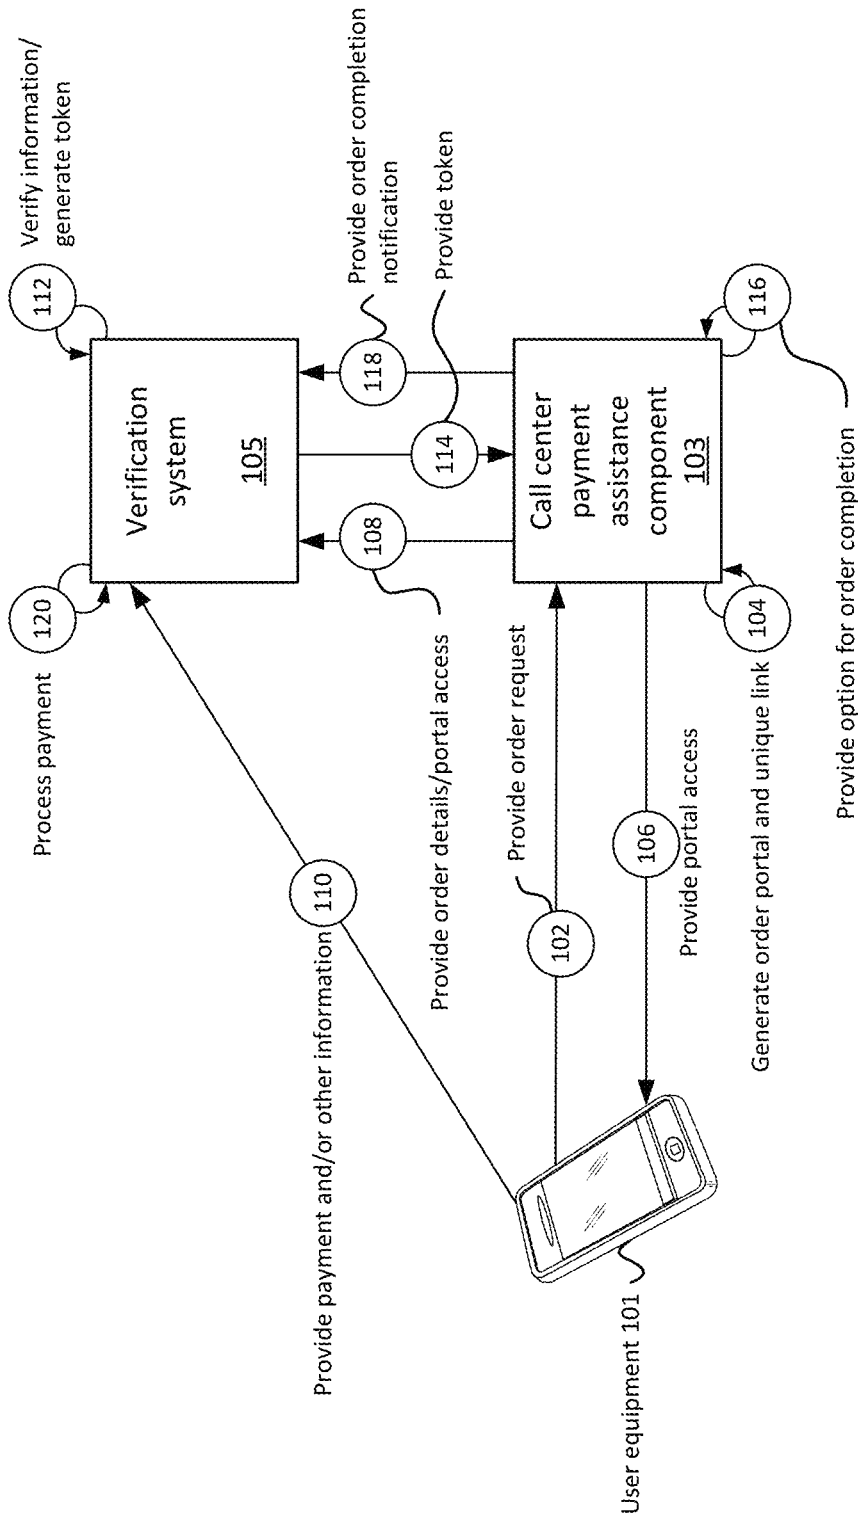 Process payment
120
112
Verify information/
generate token
Verification
system
105
Provide payment and/or other information
110
Provide order details/portal access
108
118
Provide order completion
notification
114
Provide token
102
Provide order request
Call center
payment
assistance
component
103
106
Provide portal access
User equipment 101
Generate order portal and unique link
104
116
Provide option for order completion